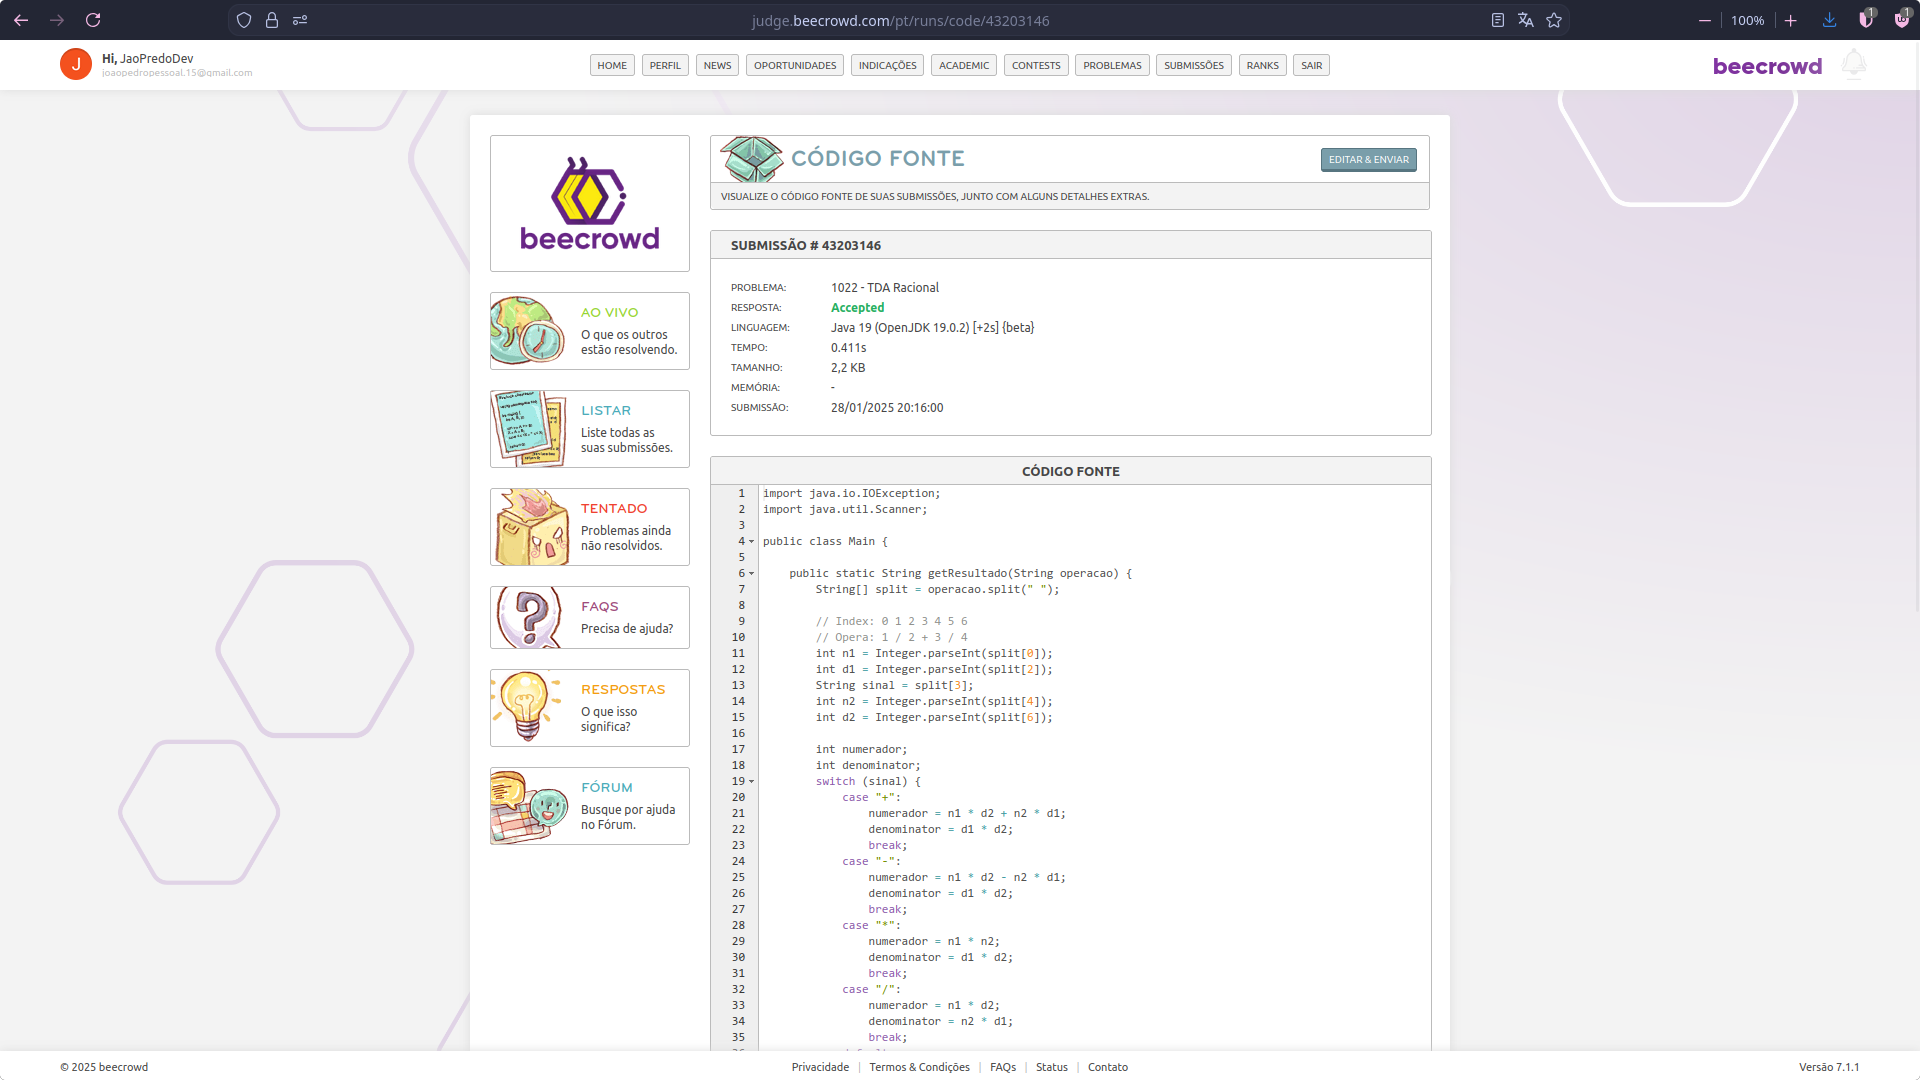 judge.beecrowd.com/pt/runs/code/43203146
100%
1
1
J
Hi, JaoPredoDev
joaopedropessoal.15@gmail.com
HOME
PERFIL
NEWS
OPORTUNIDADES
INDICAÇÕES
ACADEMIC
CONTESTS
PROBLEMAS
SUBMISSÕES
RANKS
SAIR
beecrowd
beecrowd
AO VIVO
O que os outros
estão resolvendo.
LISTAR
Liste todas as
suas submissões.
TENTADO
Problemas ainda
não resolvidos.
FAQS
Precisa de ajuda?
RESPOSTAS
O que isso
significa?
FÓRUM
Busque por ajuda
no Fórum.
CÓDIGO FONTE
EDITAR & ENVIAR
VISUALIZE O CÓDIGO FONTE DE SUAS SUBMISSÕES, JUNTO COM ALGUNS DETALHES EXTRAS.
SUBMISSÃO # 43203146
PROBLEMA: 1022 - TDA Racional
RESPOSTA: Accepted
LINGUAGEM: Java 19 (OpenJDK 19.0.2) [+2s] {beta}
TEMPO: 0.411s
TAMANHO: 2,2 KB
MEMÓRIA: -
SUBMISSÃO: 28/01/2025 20:16:00
CÓDIGO FONTE
1 import java.io.IOException;
2 import java.util.Scanner;
3
4 public class Main {
5
6     public static String getResultado(String operacao) {
7         String[] split = operacao.split(" ");
8
9         // Index: 0 1 2 3 4 5 6
10         // Opera: 1 / 2 + 3 / 4
11         int n1 = Integer.parseInt(split[0]);
12         int d1 = Integer.parseInt(split[2]);
13         String sinal = split[3];
14         int n2 = Integer.parseInt(split[4]);
15         int d2 = Integer.parseInt(split[6]);
16
17         int numerador;
18         int denominator;
19         switch (sinal) {
20             case "+":
21                 numerador = n1 * d2 + n2 * d1;
22                 denominator = d1 * d2;
23                 break;
24             case "-":
25                 numerador = n1 * d2 - n2 * d1;
26                 denominator = d1 * d2;
27                 break;
28             case "*":
29                 numerador = n1 * n2;
30                 denominator = d1 * d2;
31                 break;
32             case "/":
33                 numerador = n1 * d2;
34                 denominator = n2 * d1;
35                 break;
© 2025 beecrowd
Privacidade | Termos & Condições | FAQs | Status | Contato
Versão 7.1.1